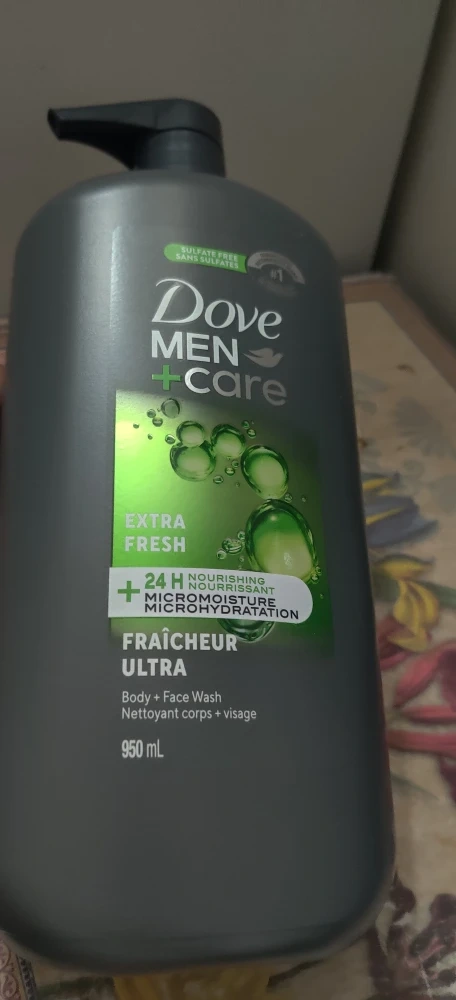 SULFATE FREE
SANS SULFATES
#1
Dove
MEN
+care
EXTRA
FRESH
+ 24 H NOURISHING
NOURRISSANT
MICROMOISTURE
MICROHYDRATATION
FRAÎCHEUR
ULTRA
Body + Face Wash
Nettoyant corps + visage
950 mL